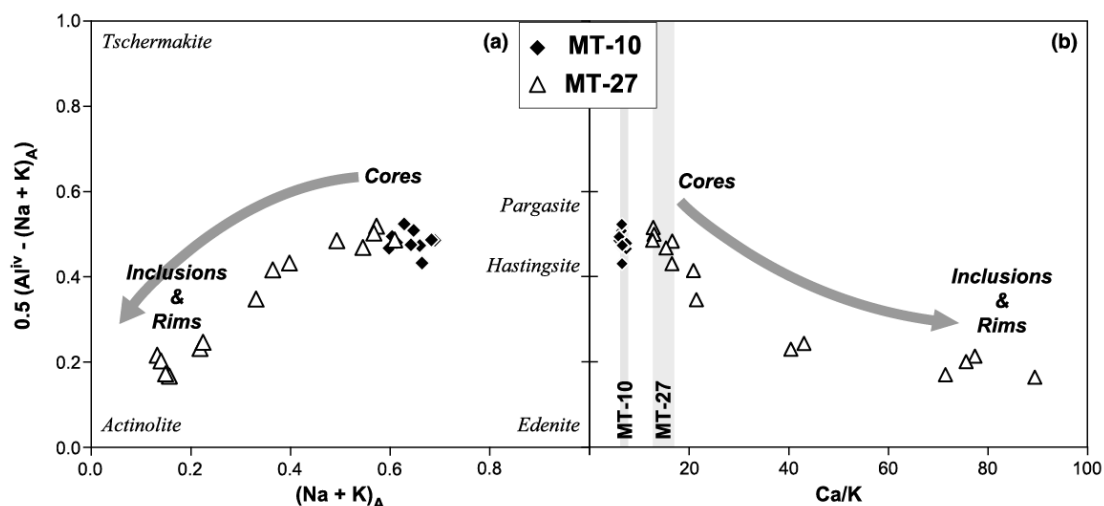 1.0
Tschermakite
(a)
MT-10
MT-27
(b)
0.8
0.6
Cores
Cores
Pargasite
0.5 (Al^iv - (Na + K)_A
0.4
Hastingsite
Inclusions
&
Rims
Inclusions
&
Rims
0.2
MT-10
MT-27
Actinolite
Edenite
0.0
0.0
0.2
0.4
0.6
0.8
20
40
60
80
100
(Na + K)_A
Ca/K